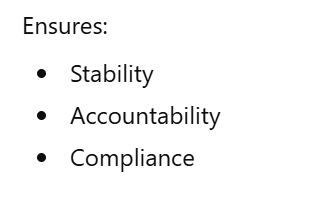 Ensures:
• Stability
• Accountability
• Compliance